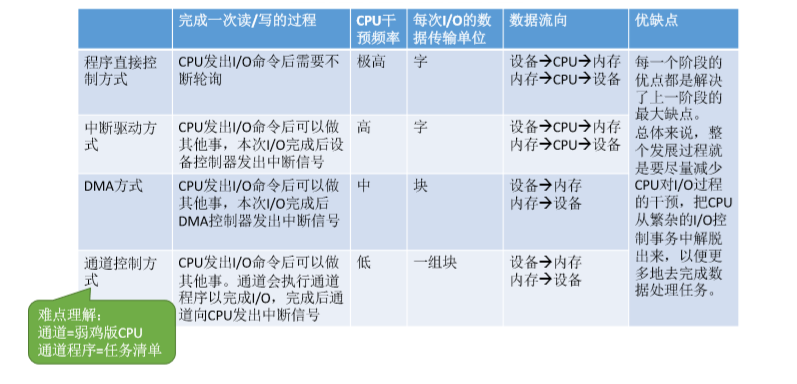 完成一次读/写的过程
CPU干
预频率
每次I/O的数
据传输单位
数据流向
优缺点
程序直接控
制方式
CPU发出I/O命令后需要不
断轮询
极高
字
设备→CPU→内存
内存→CPU→设备
每一个阶段的
优点都是解决
了上一阶段的
最大缺点。
总体来说，整
个发展过程就
是要尽量减少
CPU对I/O过程
的干预，把CPU
从繁杂的I/O控
制事务中解脱
出来，以便更
多地去完成数
据处理任务。
中断驱动方
式
CPU发出I/O命令后可以做
其他事，本次I/O完成后设
备控制器发出中断信号
高
字
设备→CPU→内存
内存→CPU→设备
DMA方式
CPU发出I/O命令后可以做
其他事，本次I/O完成后
DMA控制器发出中断信号
中
块
设备→内存
内存→设备
通道控制方
式
CPU发出I/O命令后可以做
其他事。通道会执行通道
程序以完成I/O，完成后通
道向CPU发出中断信号
低
一组块
设备→内存
内存→设备
难点理解：
通道=弱鸡版CPU
通道程序=任务清单